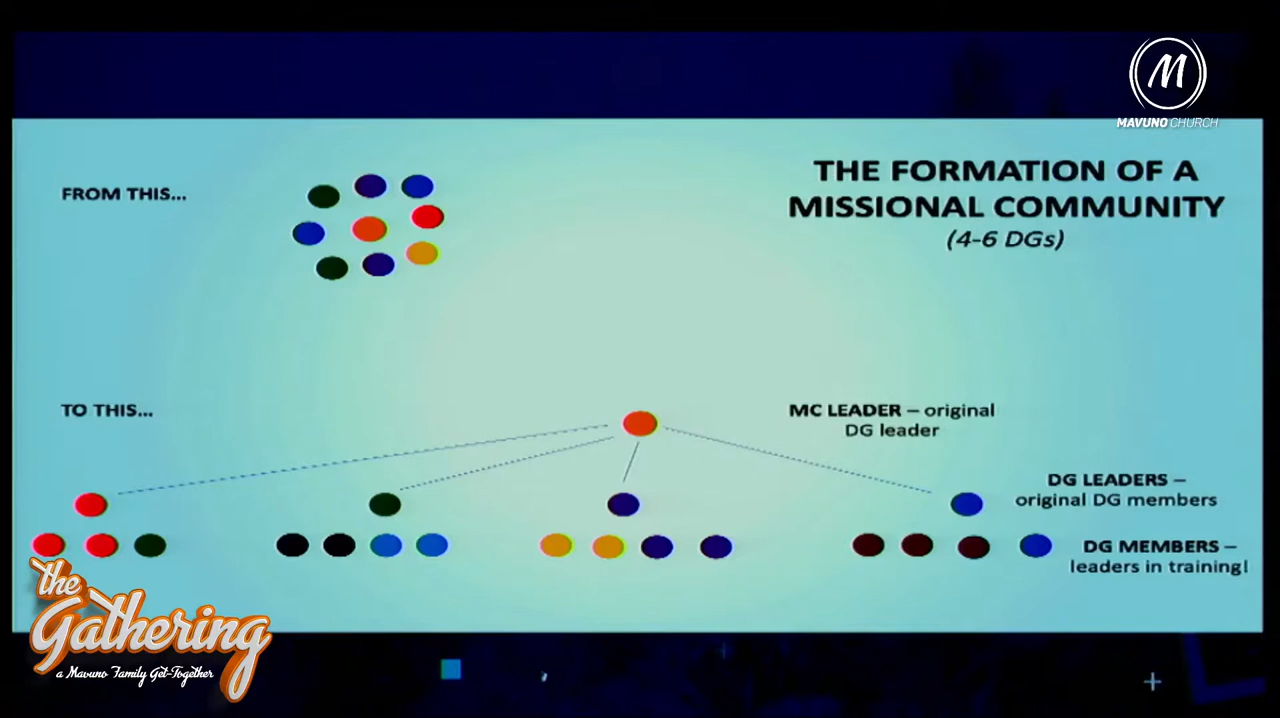 M
MAVUNO CHURCH
FROM THIS...
THE FORMATION OF A
MISSIONAL COMMUNITY
(4-6 DGs)
TO THIS...
MC LEADER – original
DG leader
DG LEADERS –
original DG members
DG MEMBERS –
leaders in training!
the
Gathering
a Mavuno Family Get-Together